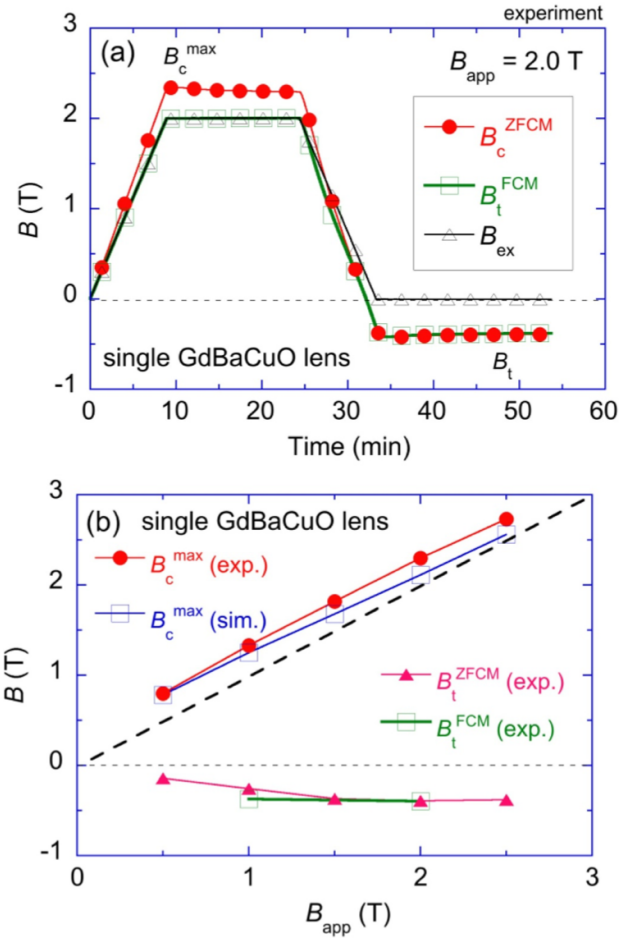 experiment
3
(a)
B_c^max
B_app = 2.0 T
2
B_c^ZFCM
B_t^FCM
B_ex
B (T)
1
0
single GdBaCuO lens
B_t
-1
0 10 20 30 40 50 60
Time (min)
3
(b) single GdBaCuO lens
B_c^max (exp.)
2
B_c^max (sim.)
B (T)
1
B_t^ZFCM (exp.)
B_t^FCM (exp.)
0
-1
0 1 2 3
B_app (T)